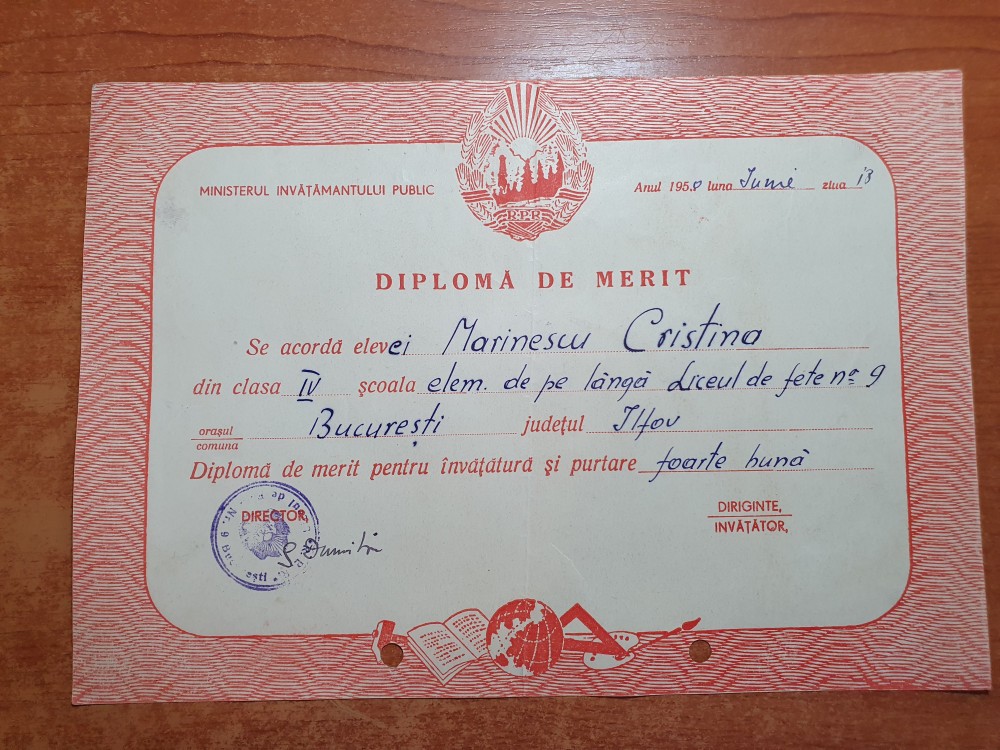 MINISTERUL INVĂȚĂMANTULUI PUBLIC
R.P.R
Anul 1950 luna Iunie ziua 13
DIPLOMĂ DE MERIT
Se acordă elevei Marinescu Cristina
din clasa IV școala elem. de pe lângă Liceul de fete nº 9
orașul București județul Ilfov
comuna
Diplomă de merit pentru învățătură și purtare foarte bună
DIRECTOR,
DIRIGINTE,
INVĂȚĂTOR,